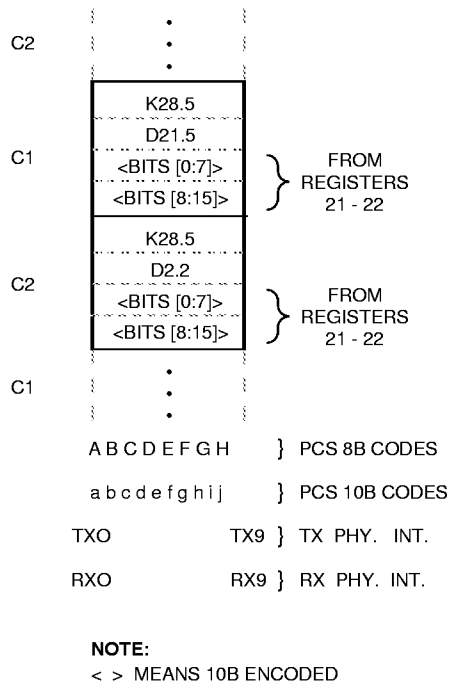 C2
K28.5
D21.5
C1
<BITS [0:7]>
<BITS [8:15]>
FROM
REGISTERS
21 - 22
K28.5
D2.2
C2
<BITS [0:7]>
<BITS [8:15]>
FROM
REGISTERS
21 - 22
C1
A B C D E F G H } PCS 8B CODES
a b c d e f g h i j } PCS 10B CODES
TXO TX9 } TX PHY. INT.
RXO RX9 } RX PHY. INT.
NOTE:
< > MEANS 10B ENCODED